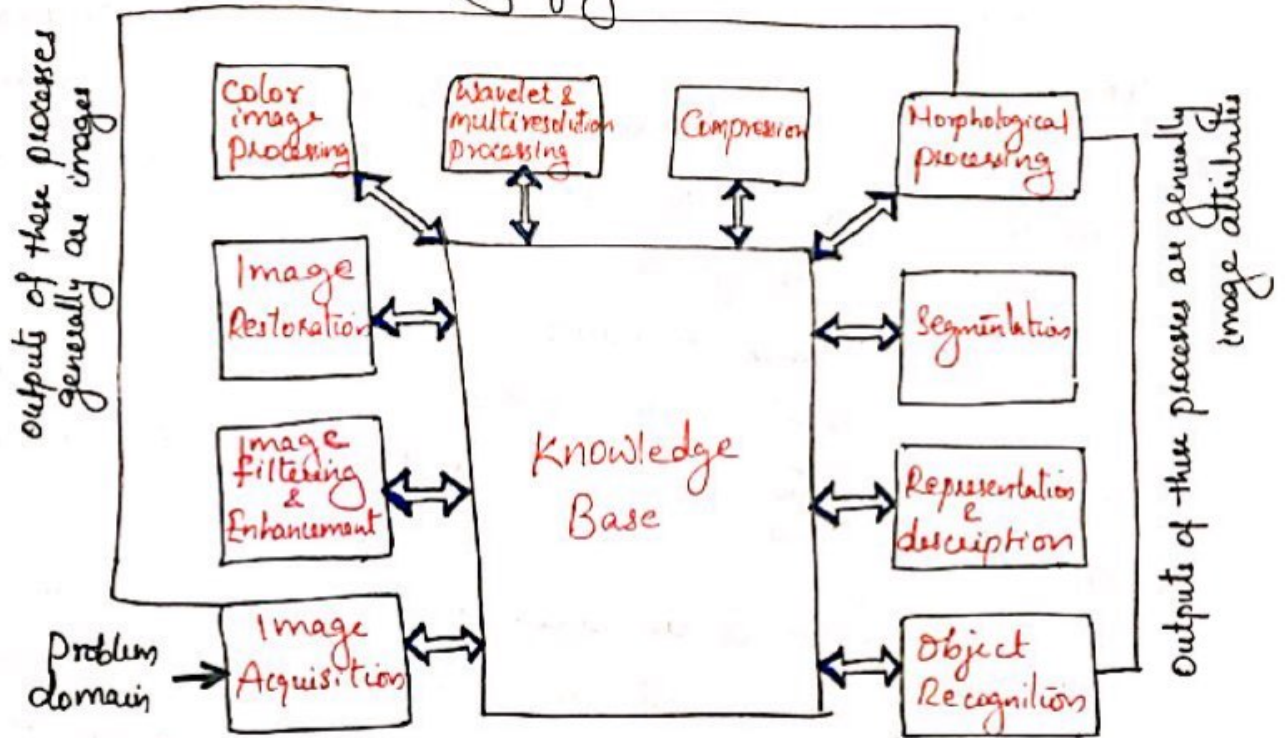 outputs of these processes
generally are images
Color
image
processing
Wavelet &
multiresolution
processing
Compression
Morphological
processing
Image
Restoration
Segmentation
Image
filtering
&
Enhancement
Knowledge
Base
Representation
&
description
Problem
domain
Image
Acquisition
Object
Recognition
Outputs of these processes are generally
image attributes